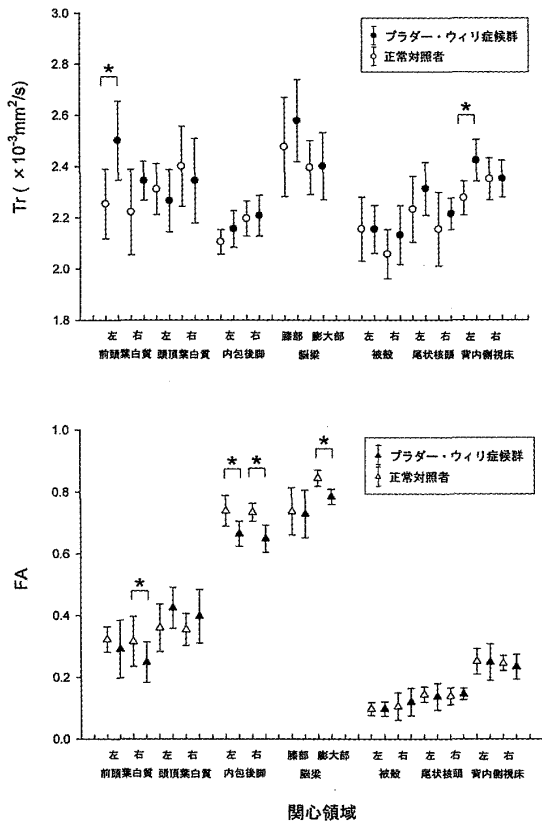 3.0
2.8
2.6
2.4
2.2
2.0
1.8
Tr ( ×10⁻³mm²/s)
● プラダー・ウィリ症候群
○ 正常対照者
*
*
左 右 左 右 左 右 膝部 膨大部 左 右 左 右 左 右
前頭葉白質 頭頂葉白質 内包後脚 脳梁 被殻 尾状核頭 背内側視床
1.0
0.8
0.6
0.4
0.2
0.0
FA
▲ プラダー・ウィリ症候群
△ 正常対照者
* * *
*
左 右 左 右 左 右 膝部 膨大部 左 右 左 右 左 右
前頭葉白質 頭頂葉白質 内包後脚 脳梁 被殻 尾状核頭 背内側視床
関心領域